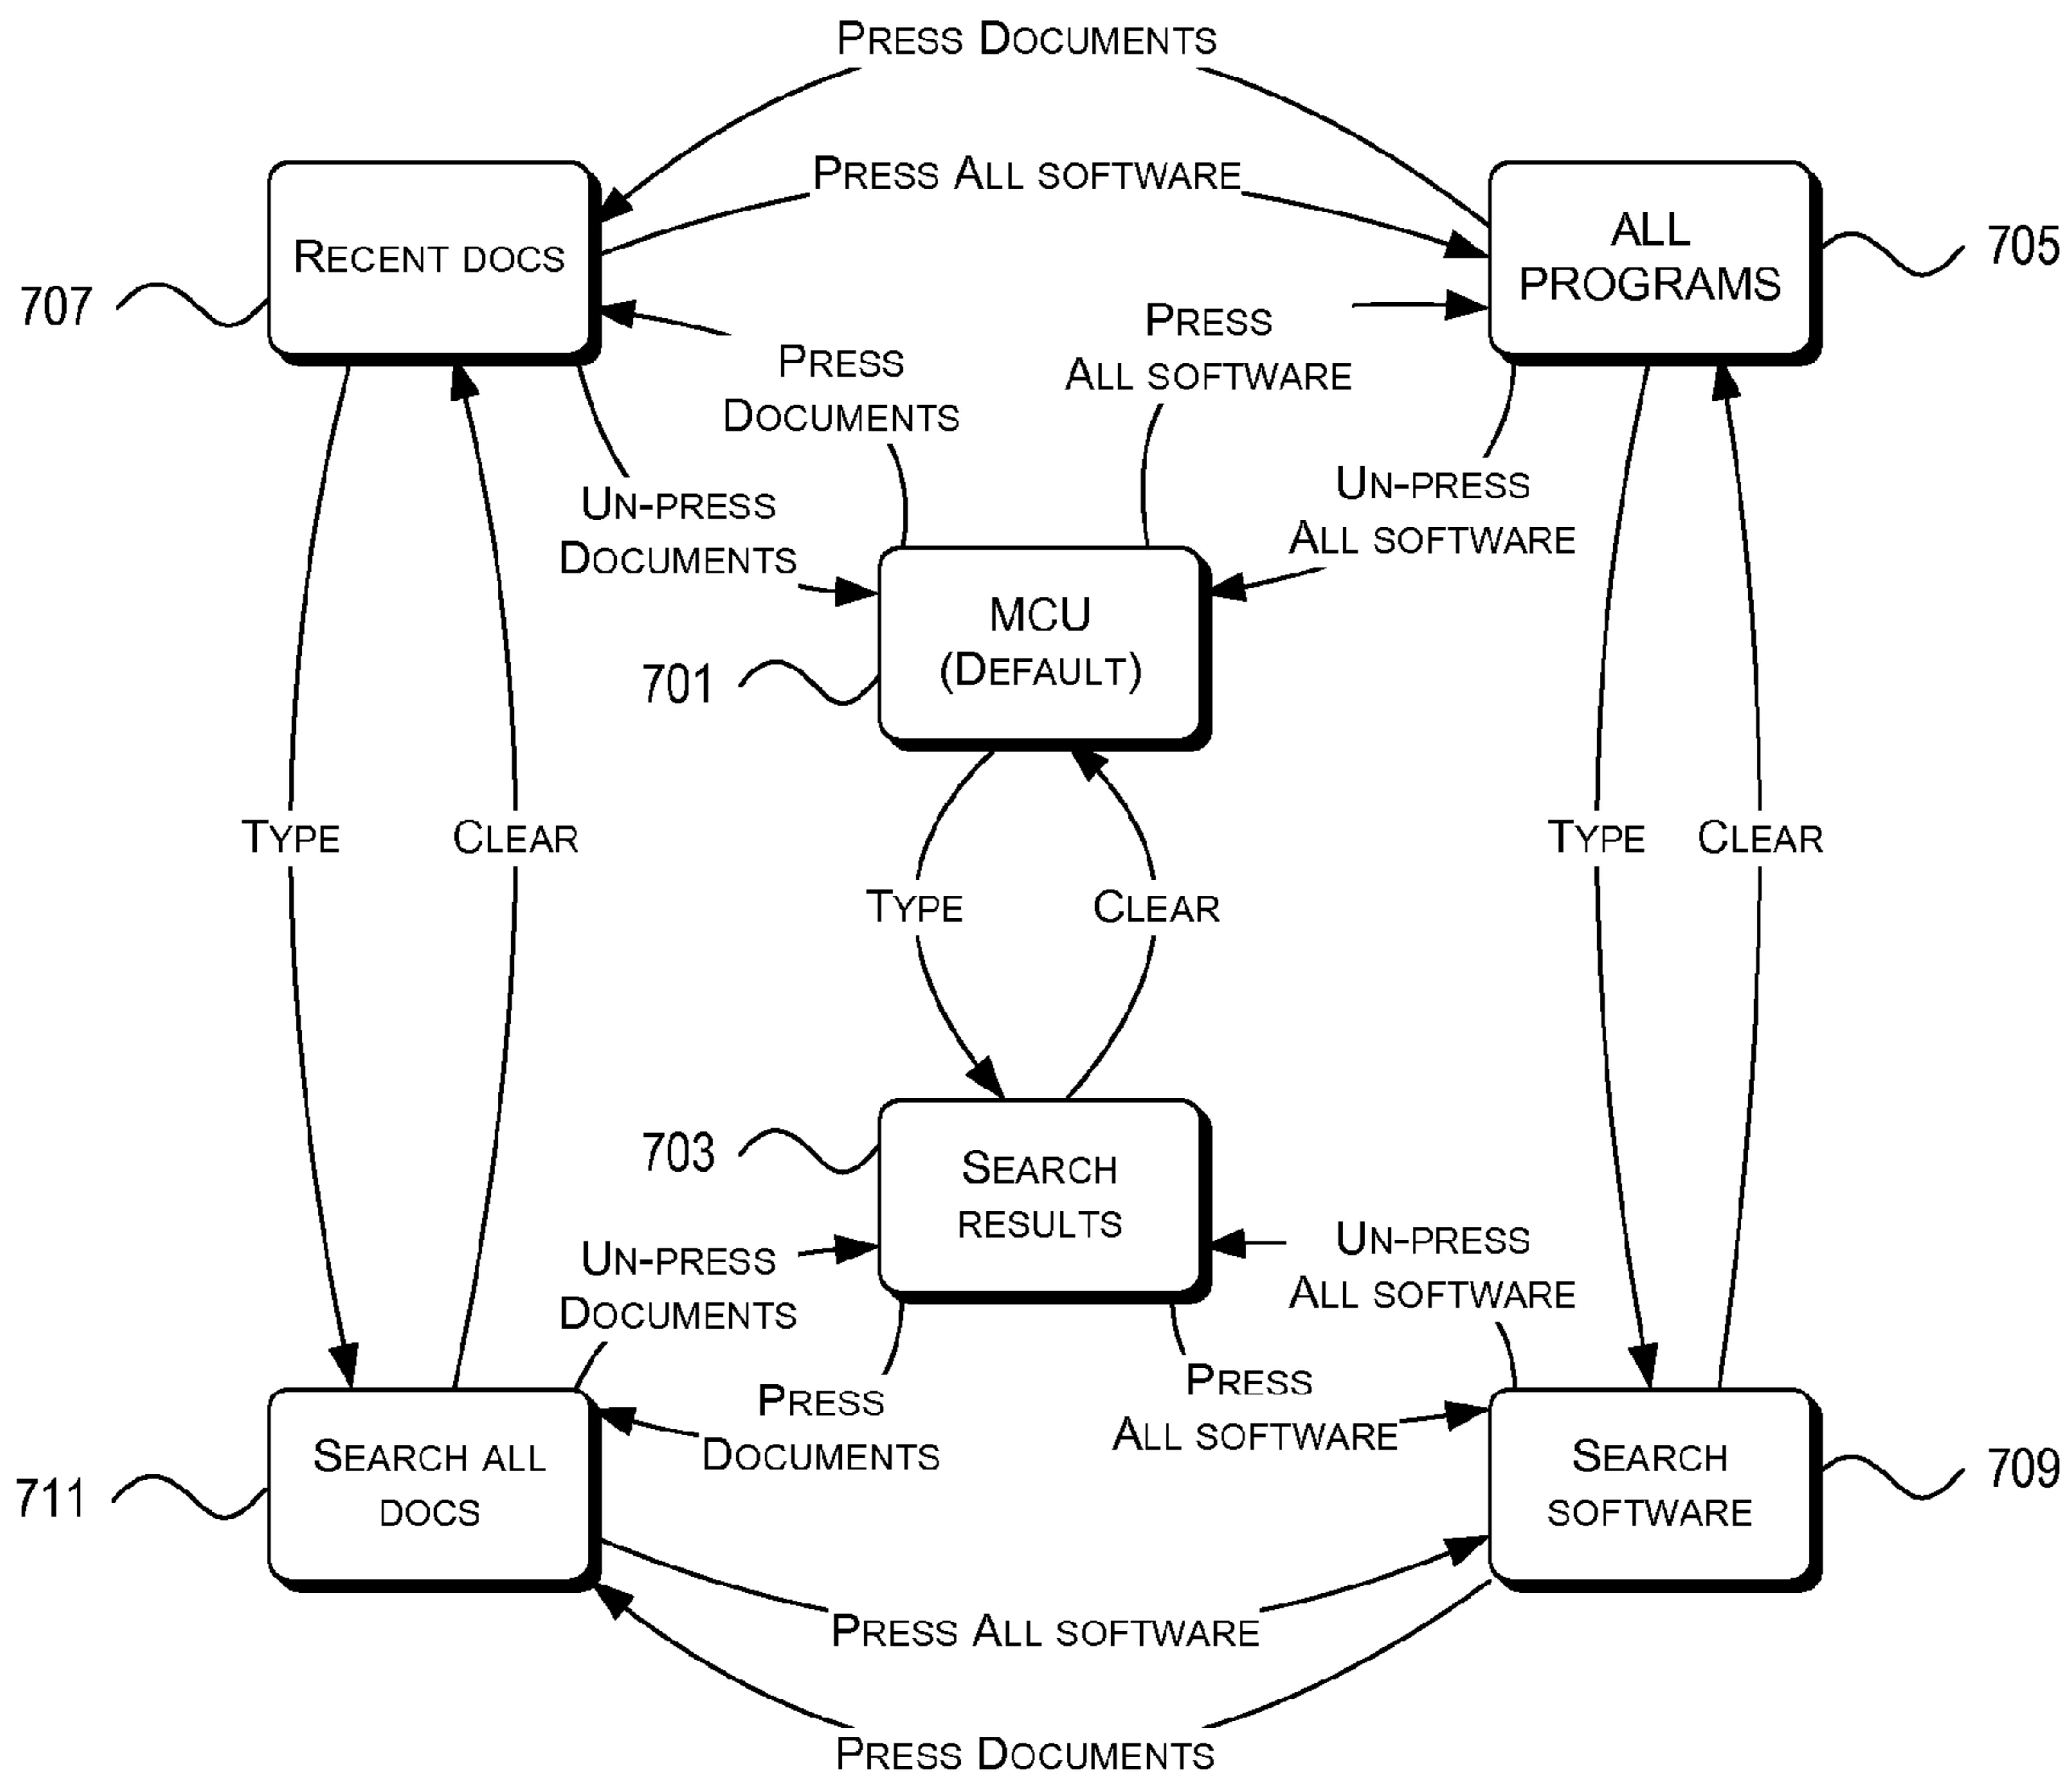 Press Documents
Press All software
Recent docs
ALL
PROGRAMS
705
707
Press
Documents
Press
All software
Un-press
Documents
Un-press
All software
MCU
(Default)
701
Type
Clear
Type
Clear
Type
Clear
703
Search
results
Un-press
Documents
Un-press
All software
Press
Documents
Press
All software
Search all
docs
711
Search
software
709
Press All software
Press Documents